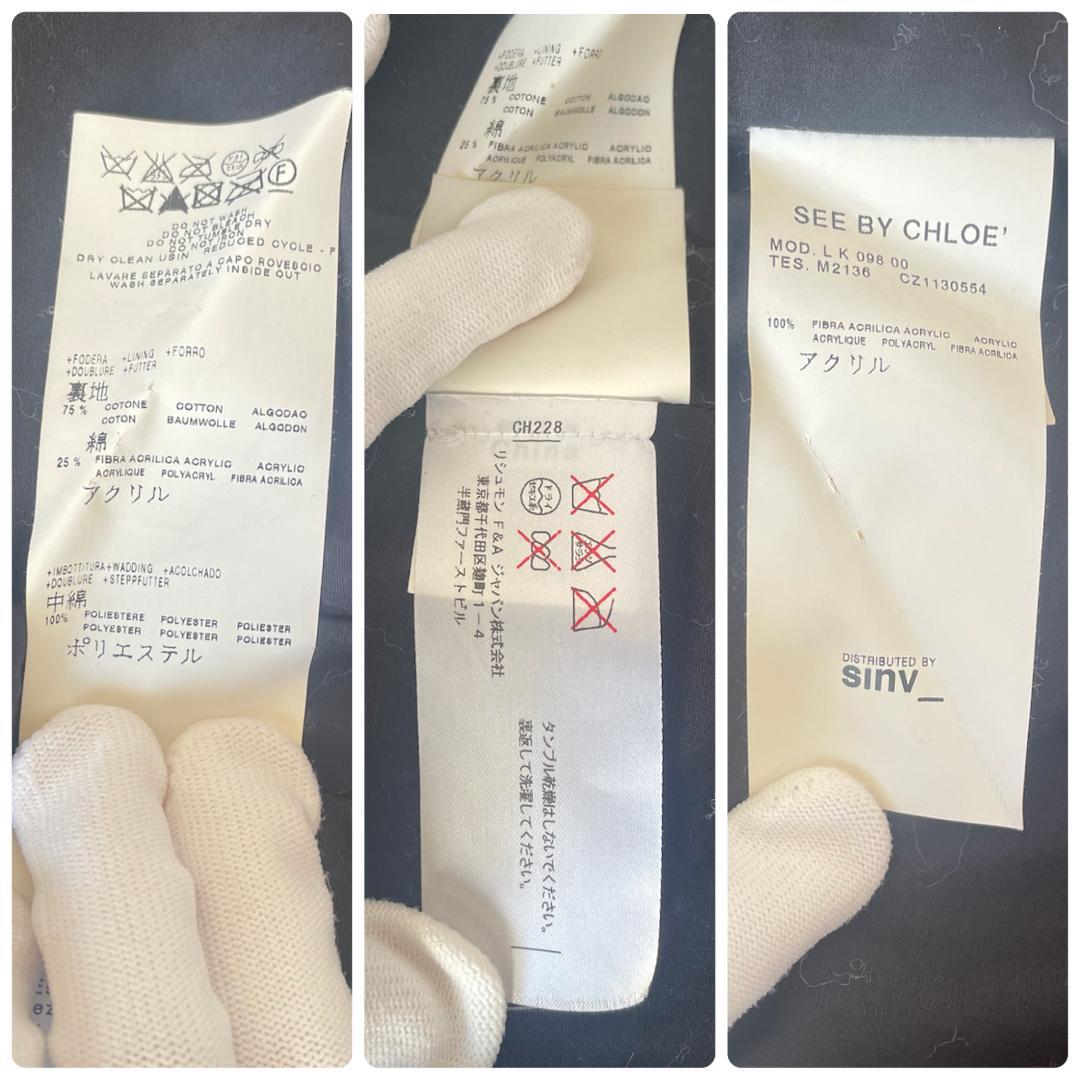 DO NOT WASH
DO NOT BLEACH
DO NOT TUMBLE DRY
DO NOT IRON
DRY CLEAN USIN REDUCED CYCLE - F
LAVARE SEPARATO A CAPO ROVESCIO
WASH SEPARATELY INSIDE OUT
+FODERA +LINING +FORRO
+DOUBLURE +FUTTER
裏地
75 % COTONE COTTON ALGODAO
COTON BAUMWOLLE ALGODON
綿
25 % FIBRA ACRILICA ACRYLIC ACRYLIC
ACRYLIQUE POLYACRYL FIBRA ACRILICA
アクリル
+IMBOTTITURA+WADDING +ACOLCHADO
+DOUBLURE +STEPPFUTTER
中綿
100% POLIESTERE POLYESTER POLIESTER
POLYESTER POLYESTER POLIESTER
ポリエステル
+FODERA +LINING +FORRO
+DOUBLURE +FUTTER
裏地
75 % COTONE COTTON ALGODAO
COTON BAUMWOLLE ALGODON
綿
25 % FIBRA ACRILICA ACRYLIC ACRYLIC
ACRYLIQUE POLYACRYL FIBRA ACRILICA
アクリル
CH228
ドライ
リシュモン F&A ジャパン株式会社
東京都千代田区麹町1-4
半蔵門ファーストビル
タンブル乾燥はしないでください。
裏返して洗濯してください。
SEE BY CHLOE'
MOD. L K 098 00
TES. M2136 CZ1130554
100% FIBRA ACRILICA ACRYLIC ACRYLIC
ACRYLIQUE POLYACRYL FIBRA ACRILICA
アクリル
DISTRIBUTED BY
sinv_